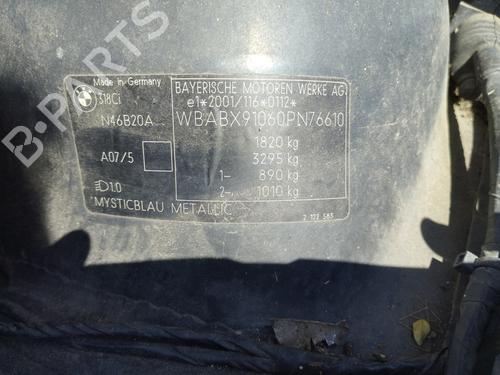 B-PARTS
Made in Germany
BMW
318Ci
BAYERISCHE MOTOREN WERKE AG
e1*2001/116*0112*
N46B20A
WBABX91060PN76610
1820 kg
A07/5
3295 kg
1- 890 kg
1.0
2- 1010 kg
MYSTICBLAU METALLIC